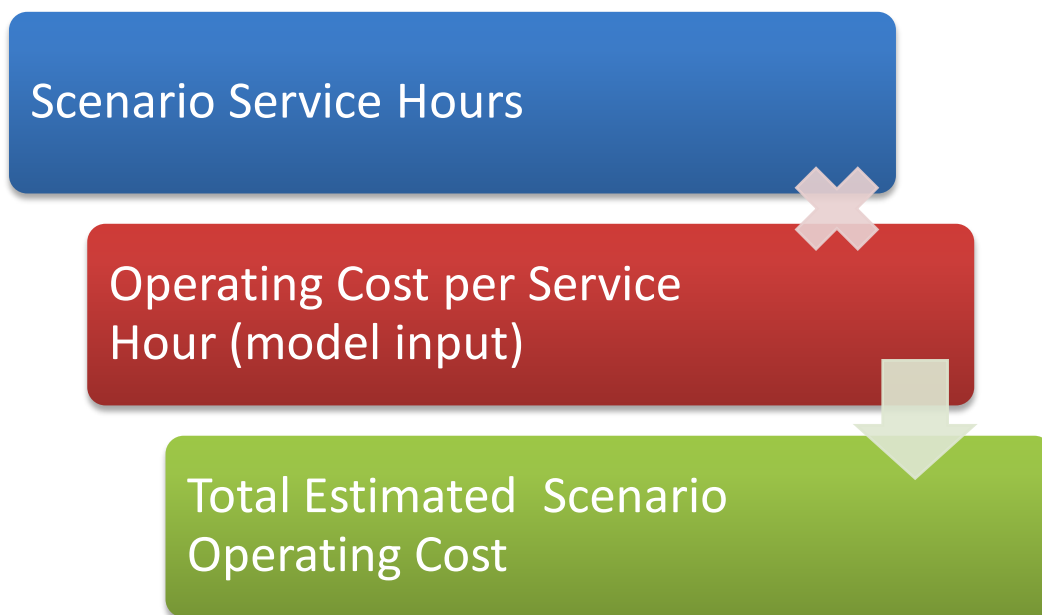 Scenario Service Hours
Operating Cost per Service
Hour (model input)
Total Estimated  Scenario
Operating Cost